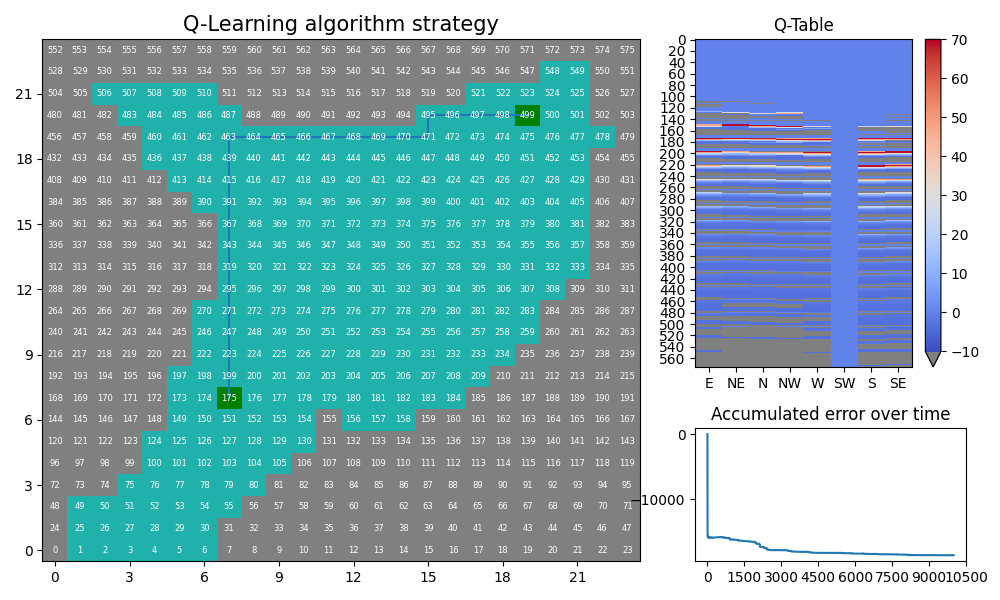 Q-Learning algorithm strategy
552 553 554 555 556 557 558 559 560 561 562 563 564 565 566 567 568 569 570 571 572 573 574 575
528 529 530 531 532 533 534 535 536 537 538 539 540 541 542 543 544 545 546 547 548 549 550 551
21 504 505 506 507 508 509 510 511 512 513 514 515 516 517 518 519 520 521 522 523 524 525 526 527
480 481 482 483 484 485 486 487 488 489 490 491 492 493 494 495 496 497 498 499 500 501 502 503
456 457 458 459 460 461 462 463 464 465 466 467 468 469 470 471 472 473 474 475 476 477 478 479
18 432 433 434 435 436 437 438 439 440 441 442 443 444 445 446 447 448 449 450 451 452 453 454 455
408 409 410 411 412 413 414 415 416 417 418 419 420 421 422 423 424 425 426 427 428 429 430 431
384 385 386 387 388 389 390 391 392 393 394 395 396 397 398 399 400 401 402 403 404 405 406 407
15 360 361 362 363 364 365 366 367 368 369 370 371 372 373 374 375 376 377 378 379 380 381 382 383
336 337 338 339 340 341 342 343 344 345 346 347 348 349 350 351 352 353 354 355 356 357 358 359
312 313 314 315 316 317 318 319 320 321 322 323 324 325 326 327 328 329 330 331 332 333 334 335
12 288 289 290 291 292 293 294 295 296 297 298 299 300 301 302 303 304 305 306 307 308 309 310 311
264 265 266 267 268 269 270 271 272 273 274 275 276 277 278 279 280 281 282 283 284 285 286 287
240 241 242 243 244 245 246 247 248 249 250 251 252 253 254 255 256 257 258 259 260 261 262 263
9 216 217 218 219 220 221 222 223 224 225 226 227 228 229 230 231 232 233 234 235 236 237 238 239
192 193 194 195 196 197 198 199 200 201 202 203 204 205 206 207 208 209 210 211 212 213 214 215
168 169 170 171 172 173 174 175 176 177 178 179 180 181 182 183 184 185 186 187 188 189 190 191
6 144 145 146 147 148 149 150 151 152 153 154 155 156 157 158 159 160 161 162 163 164 165 166 167
120 121 122 123 124 125 126 127 128 129 130 131 132 133 134 135 136 137 138 139 140 141 142 143
96 97 98 99 100 101 102 103 104 105 106 107 108 109 110 111 112 113 114 115 116 117 118 119
3 72 73 74 75 76 77 78 79 80 81 82 83 84 85 86 87 88 89 90 91 92 93 94 95
48 49 50 51 52 53 54 55 56 57 58 59 60 61 62 63 64 65 66 67 68 69 70 71
24 25 26 27 28 29 30 31 32 33 34 35 36 37 38 39 40 41 42 43 44 45 46 47
0 0 1 2 3 4 5 6 7 8 9 10 11 12 13 14 15 16 17 18 19 20 21 22 23
0 3 6 9 12 15 18 21
Q-Table
0
20
40
60
80
100
120
140
160
180
200
220
240
260
280
300
320
340
360
380
400
420
440
460
480
500
520
540
560
E NE N NW W SW S SE
70
60
50
40
30
20
10
0
−10
Accumulated error over time
0
−10000
0 1500 3000 4500 6000 7500 9000 10500